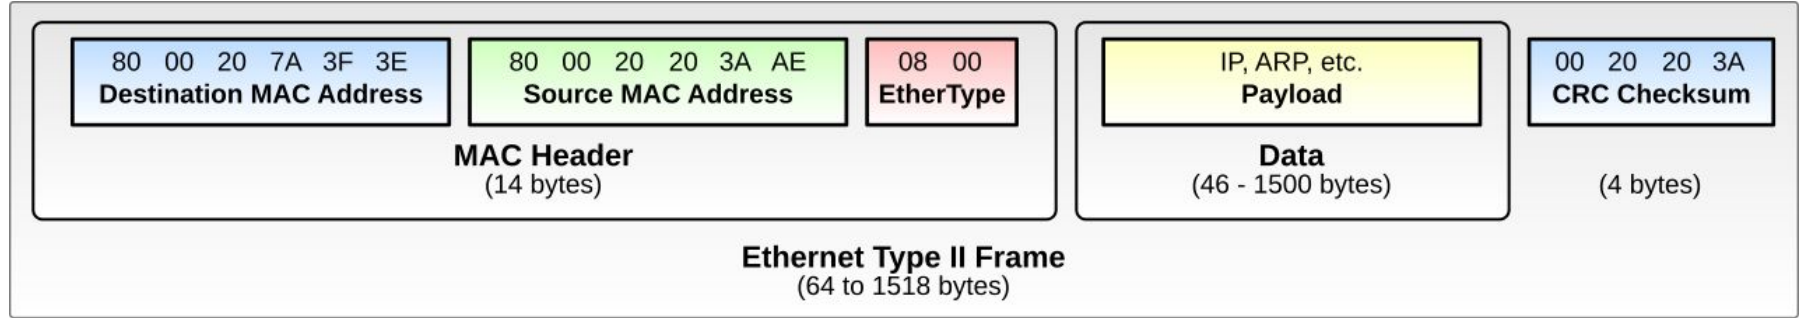 80 00 20 7A 3F 3E
Destination MAC Address
80 00 20 20 3A AE
Source MAC Address
08 00
EtherType
MAC Header
(14 bytes)
IP, ARP, etc.
Payload
Data
(46 - 1500 bytes)
00 20 20 3A
CRC Checksum
(4 bytes)
Ethernet Type II Frame
(64 to 1518 bytes)